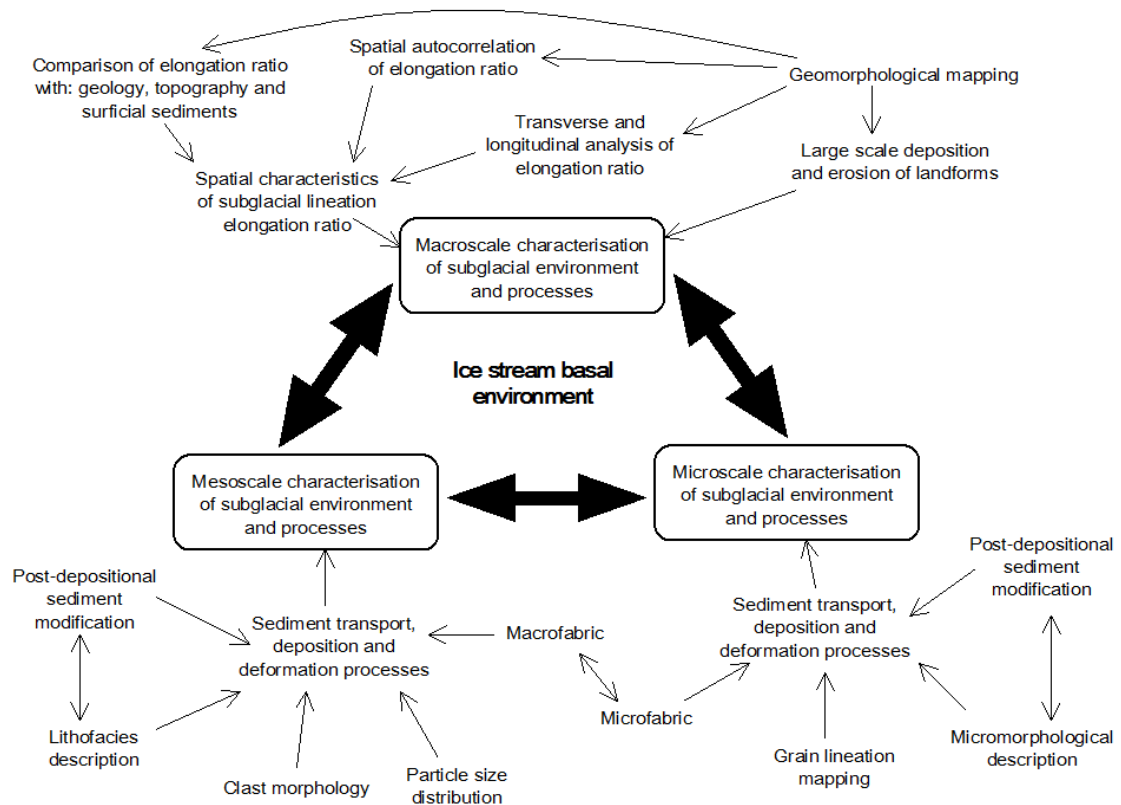 Spatial autocorrelation
of elongation ratio
Comparison of elongation ratio
with: geology, topography and
surficial sediments
Geomorphological mapping
Transverse and
longitudinal analysis of
elongation ratio
Large scale deposition
and erosion of landforms
Spatial characteristics
of subglacial lineation
elongation ratio
Macroscale characterisation
of subglacial environment
and processes
Ice stream basal
environment
Mesoscale characterisation
of subglacial environment
and processes
Microscale characterisation
of subglacial environment
and processes
Post-depositional
sediment
modification
Sediment transport,
deposition and
deformation processes
Macrofabric
Sediment transport,
deposition and
deformation processes
Post-depositional
sediment
modification
Lithofacies
description
Clast morphology
Particle size
distribution
Microfabric
Grain lineation
mapping
Micromorphological
description